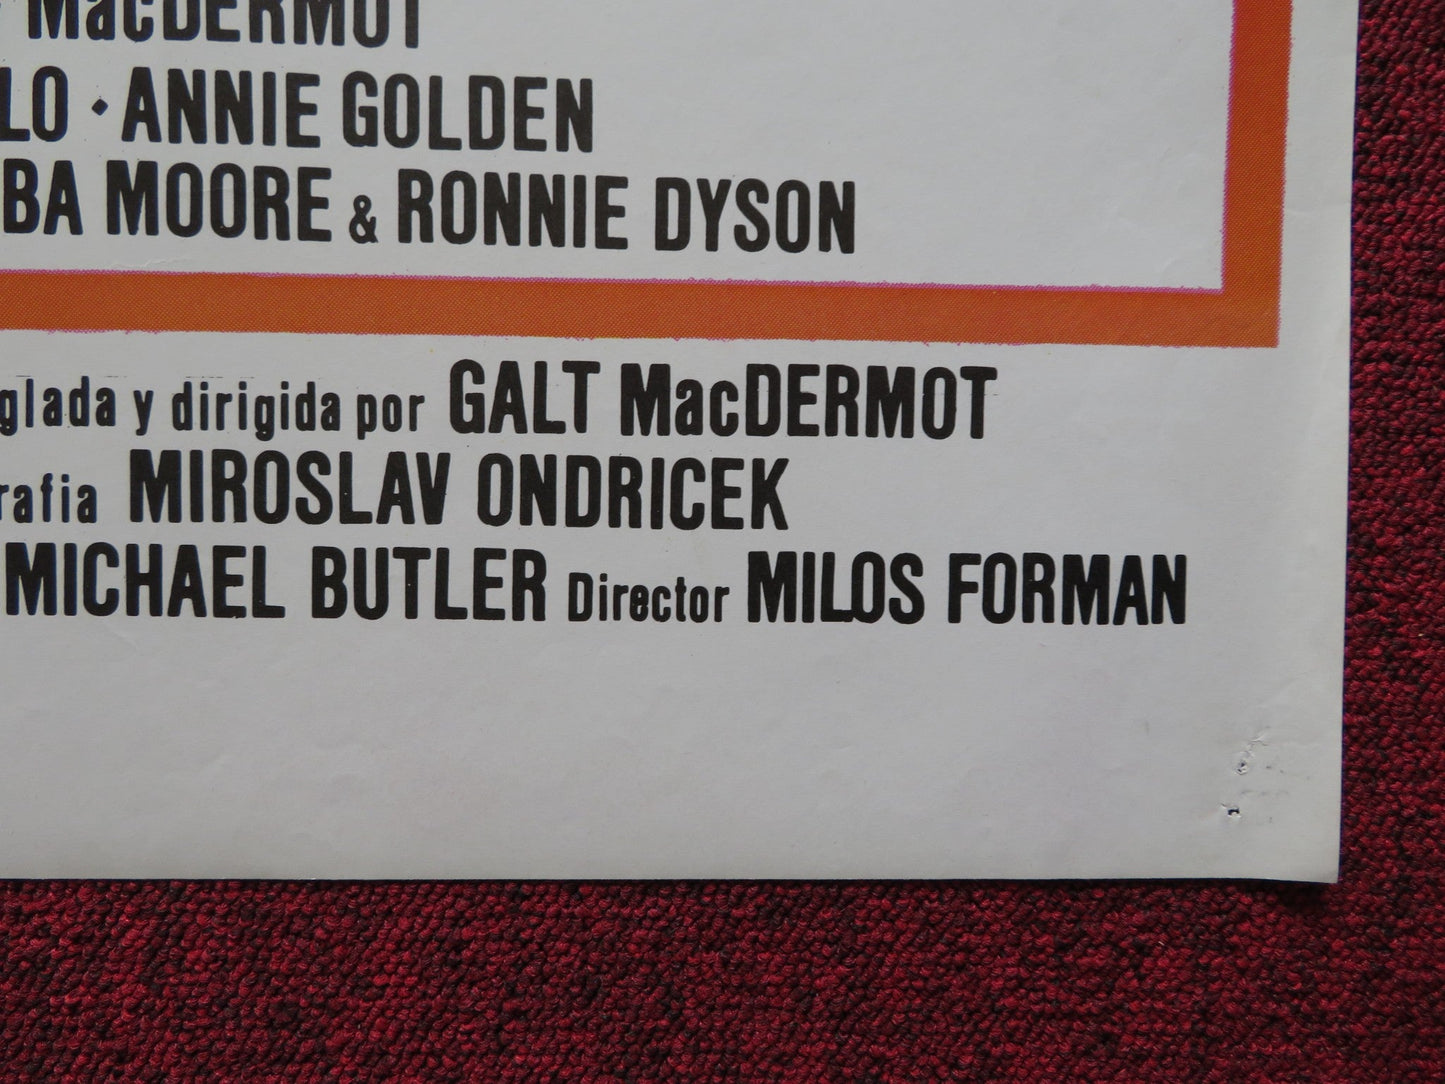 MacDERMOT
LO · ANNIE GOLDEN
BA MOORE & RONNIE DYSON
glada y dirigida por GALT MacDERMOT
rafia MIROSLAV ONDRICEK
MICHAEL BUTLER Director MILOS FORMAN